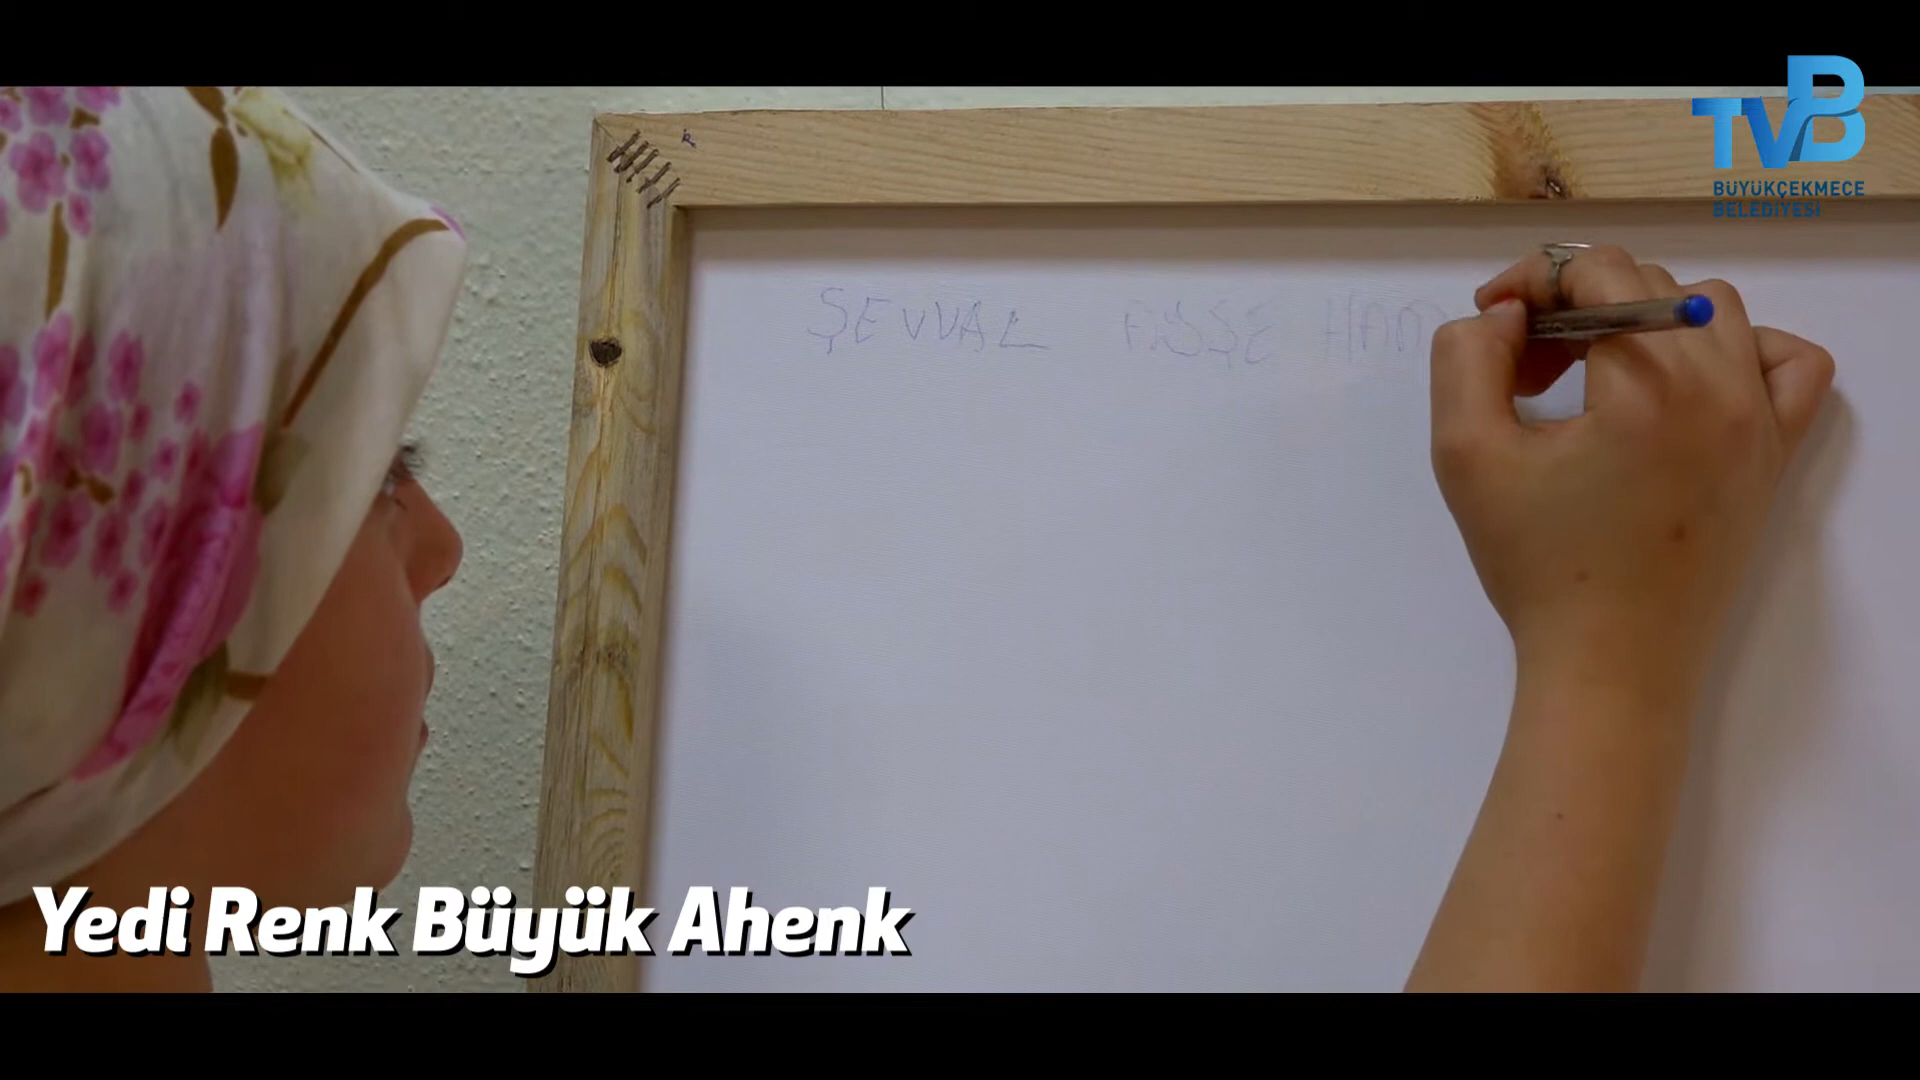 TVB
BÜYÜKÇEKMECE
BELEDİYESİ
ŞEVVAL AYŞE
Yedi Renk Büyük Ahenk